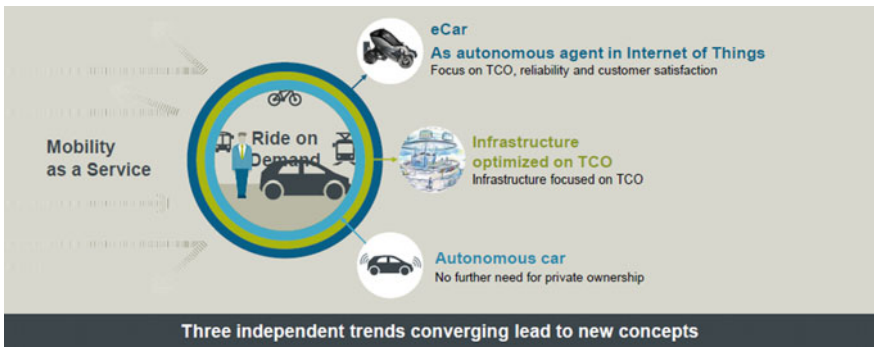 eCar
As autonomous agent in Internet of Things
Focus on TCO, reliability and customer satisfaction
Mobility
as a Service
Ride on
Demand
Infrastructure
optimized on TCO
Infrastructure focused on TCO
Autonomous car
No further need for private ownership
Three independent trends converging lead to new concepts